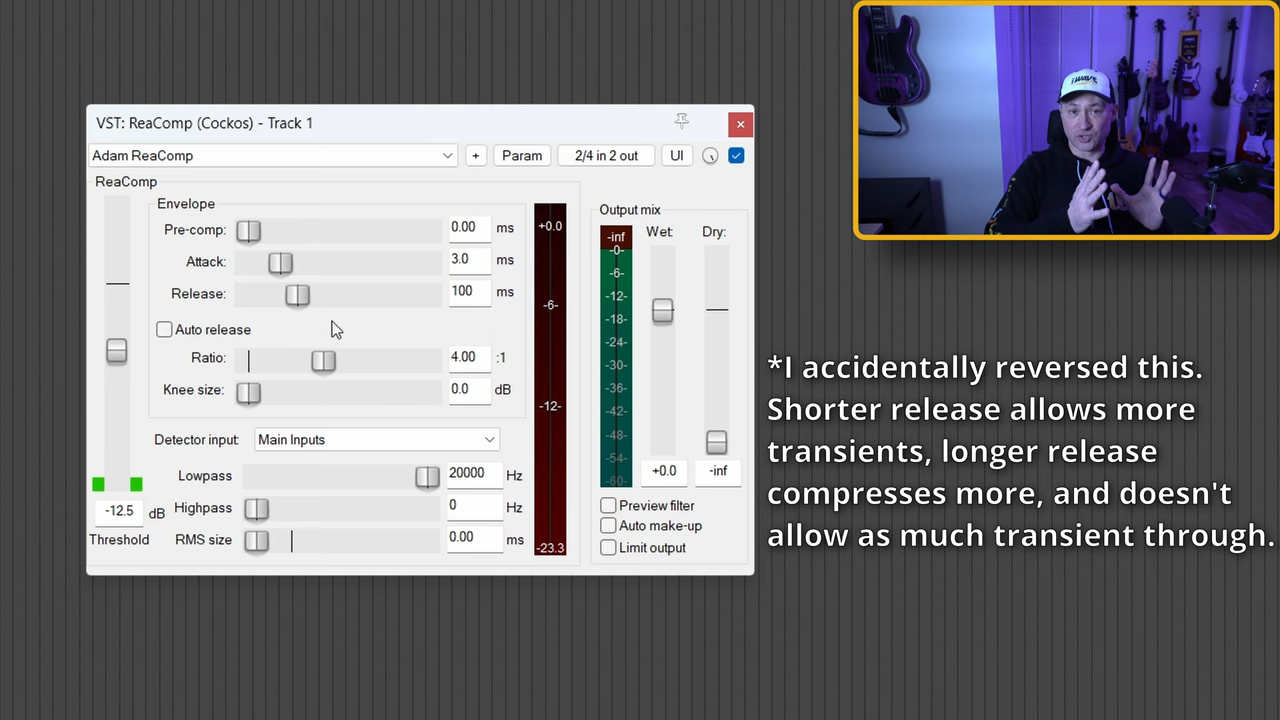 VST: ReaComp (Cockos) - Track 1
Adam ReaComp
+
Param
2/4 in 2 out
UI
ReaComp
Envelope
Pre-comp: 0.00 ms
Attack: 3.0 ms
Release: 100 ms
Auto release
Ratio: 4.00 :1
Knee size: 0.0 dB
Detector input: Main Inputs
Lowpass 20000 Hz
Highpass 0 Hz
RMS size 0.00 ms
-12.5 dB
Threshold
+0.0
-6-
-12-
-23.3
Output mix
Wet: Dry:
-inf
-0-
-6-
-12-
-18-
-24-
-30-
-36-
-42-
-48-
-54-
-60-
+0.0 -inf
Preview filter
Auto make-up
Limit output
*I accidentally reversed this.
Shorter release allows more
transients, longer release
compresses more, and doesn't
allow as much transient through.